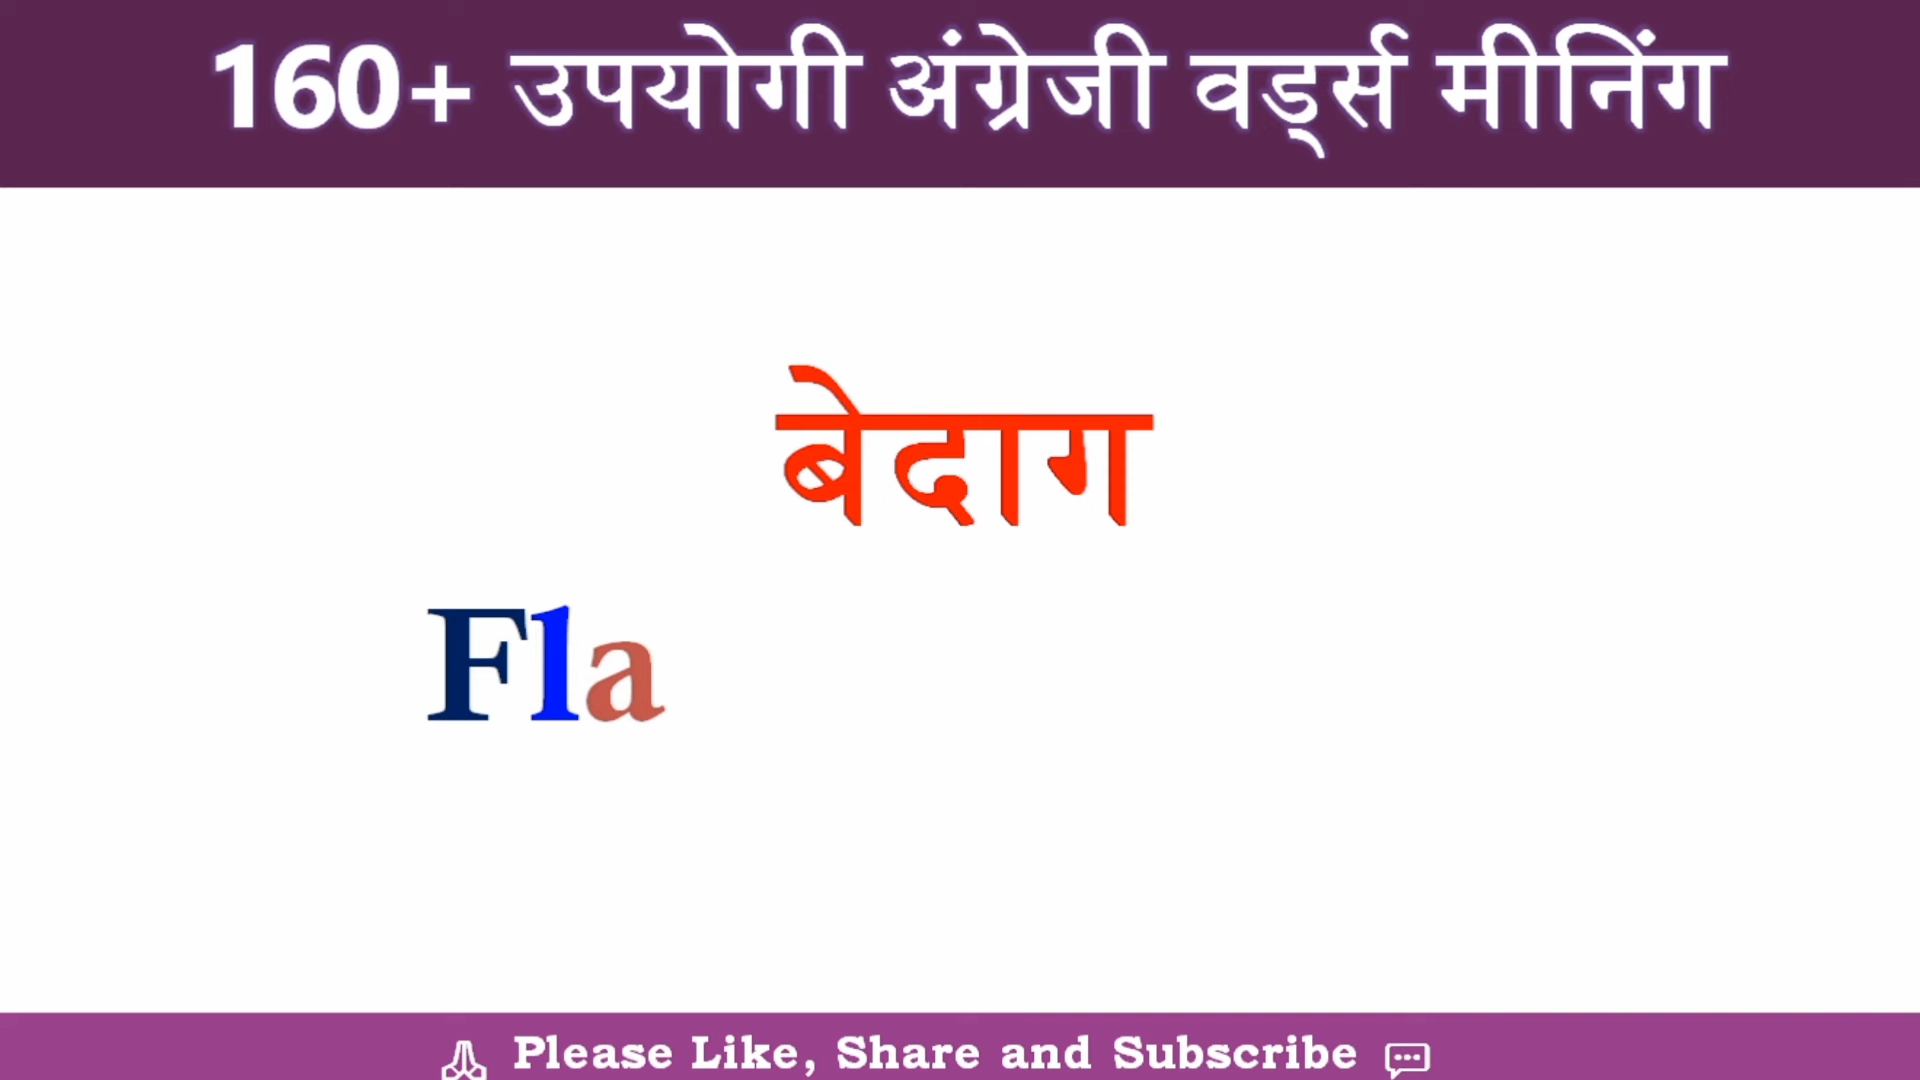 160+ उपयोगी अंग्रेजी वर्ड्स मीनिंग
बेदाग
Fla
Please Like, Share and Subscribe